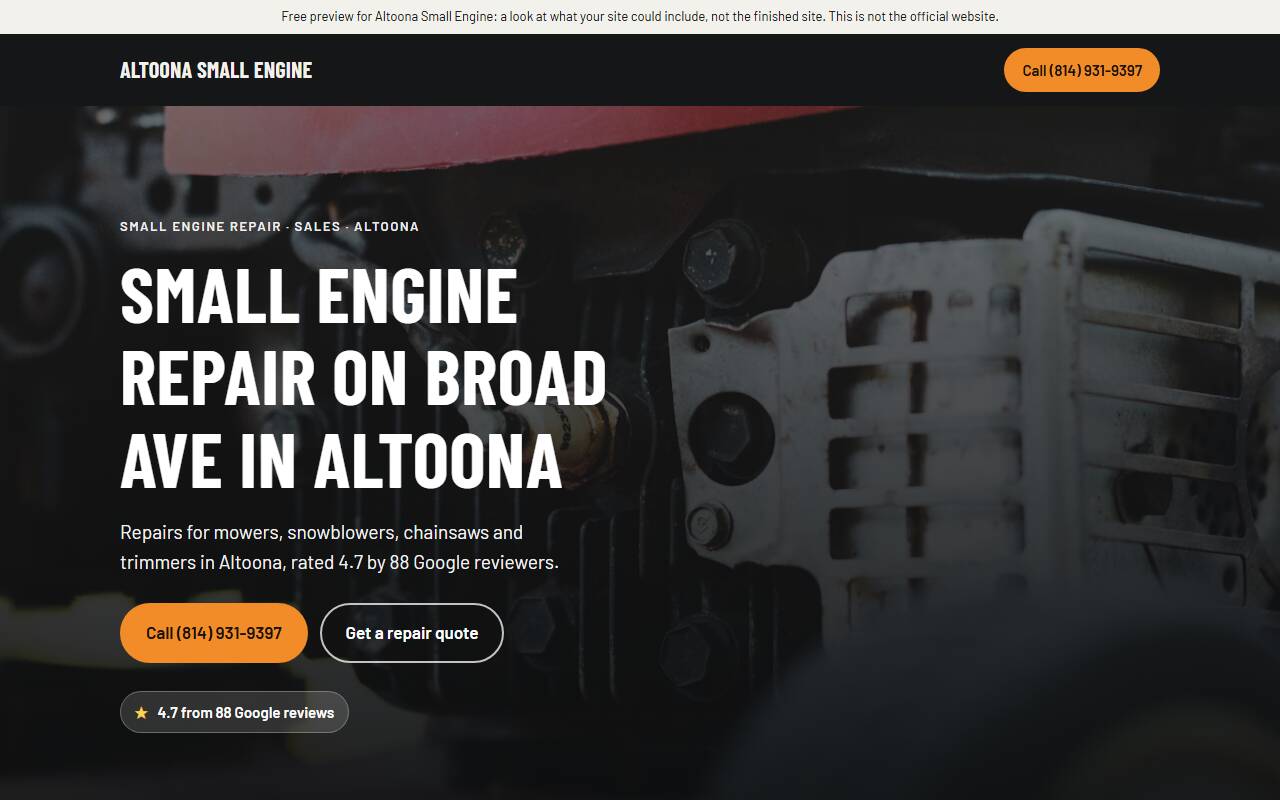 Free preview for Altoona Small Engine: a look at what your site could include, not the finished site. This is not the official website.
ALTOONA SMALL ENGINE
Call (814) 931-9397
SMALL ENGINE REPAIR · SALES · ALTOONA
SMALL ENGINE
REPAIR ON BROAD
AVE IN ALTOONA
Repairs for mowers, snowblowers, chainsaws and
trimmers in Altoona, rated 4.7 by 88 Google reviewers.
Call (814) 931-9397
Get a repair quote
★ 4.7 from 88 Google reviews